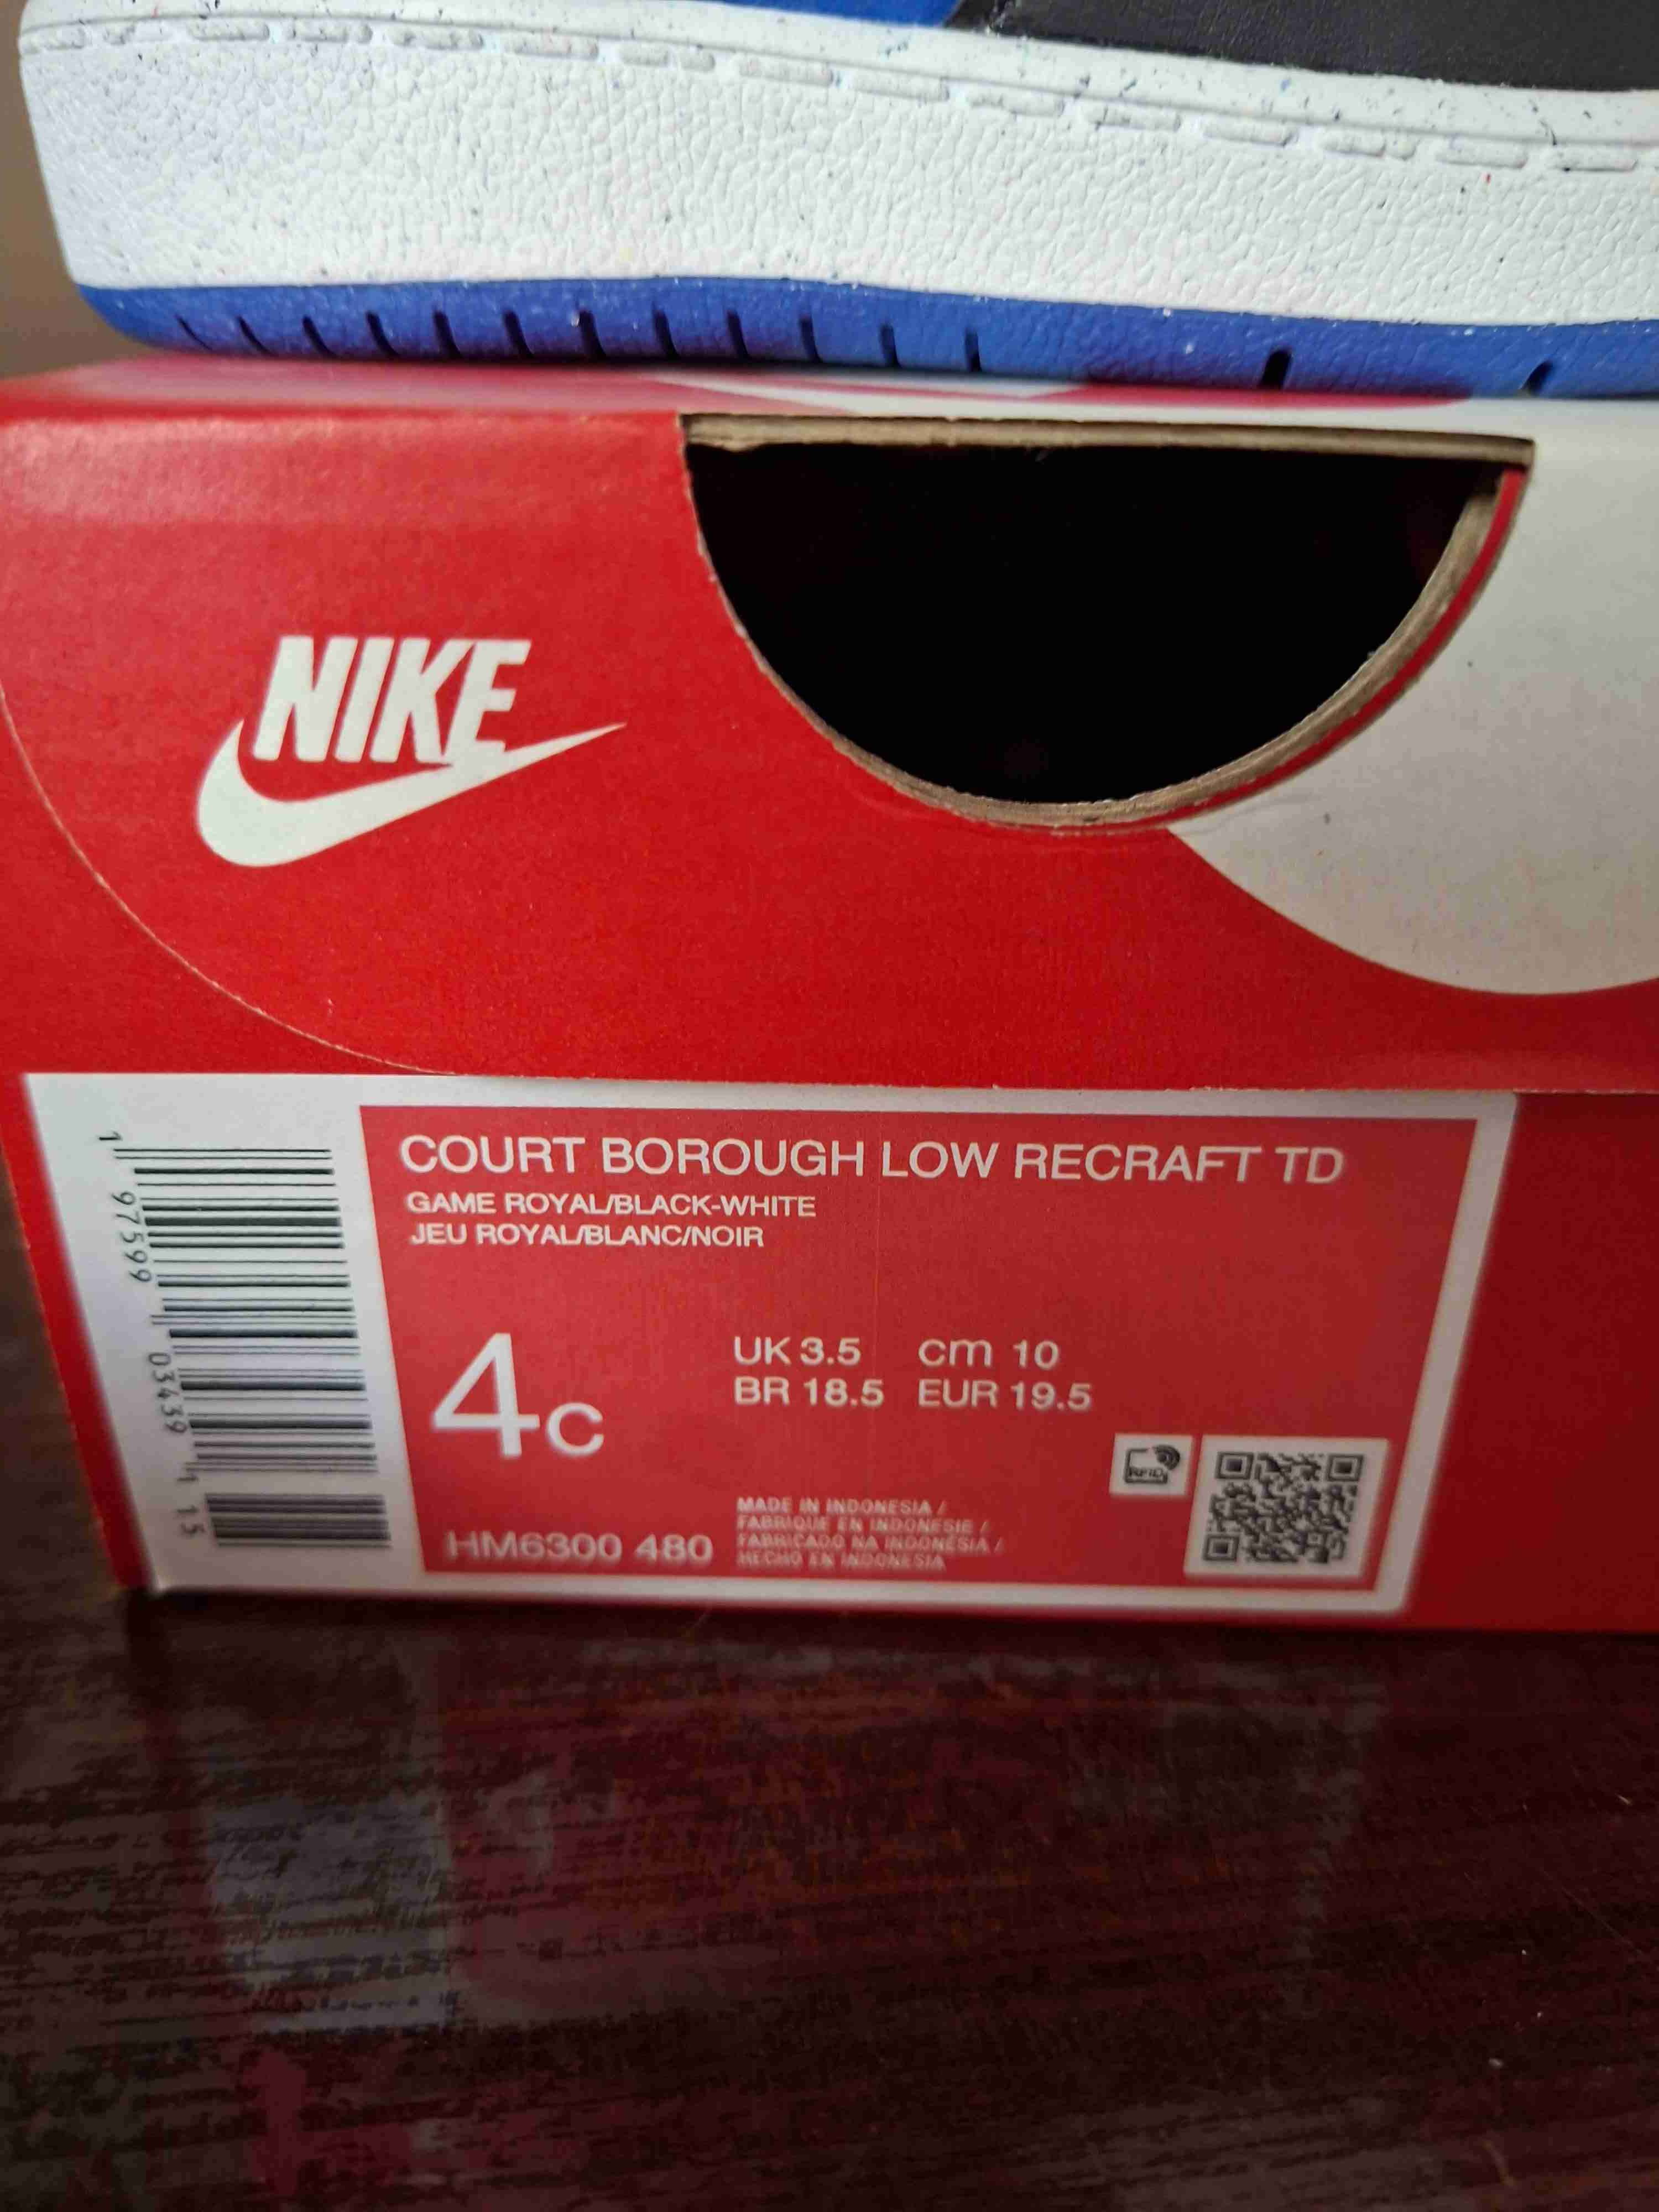 NIKE
COURT BOROUGH LOW RECRAFT TD
GAME ROYAL/BLACK-WHITE
JEU ROYAL/BLANC/NOIR
4C
UK 3.5 cm 10
BR 18.5 EUR 19.5
RFID
HM6300 480
MADE IN INDONESIA /
FABRIQUE EN INDONESIE /
FABRICADO NA INDONÉSIA /
HECHO EN INDONESIA
1 97599 03439 1 15